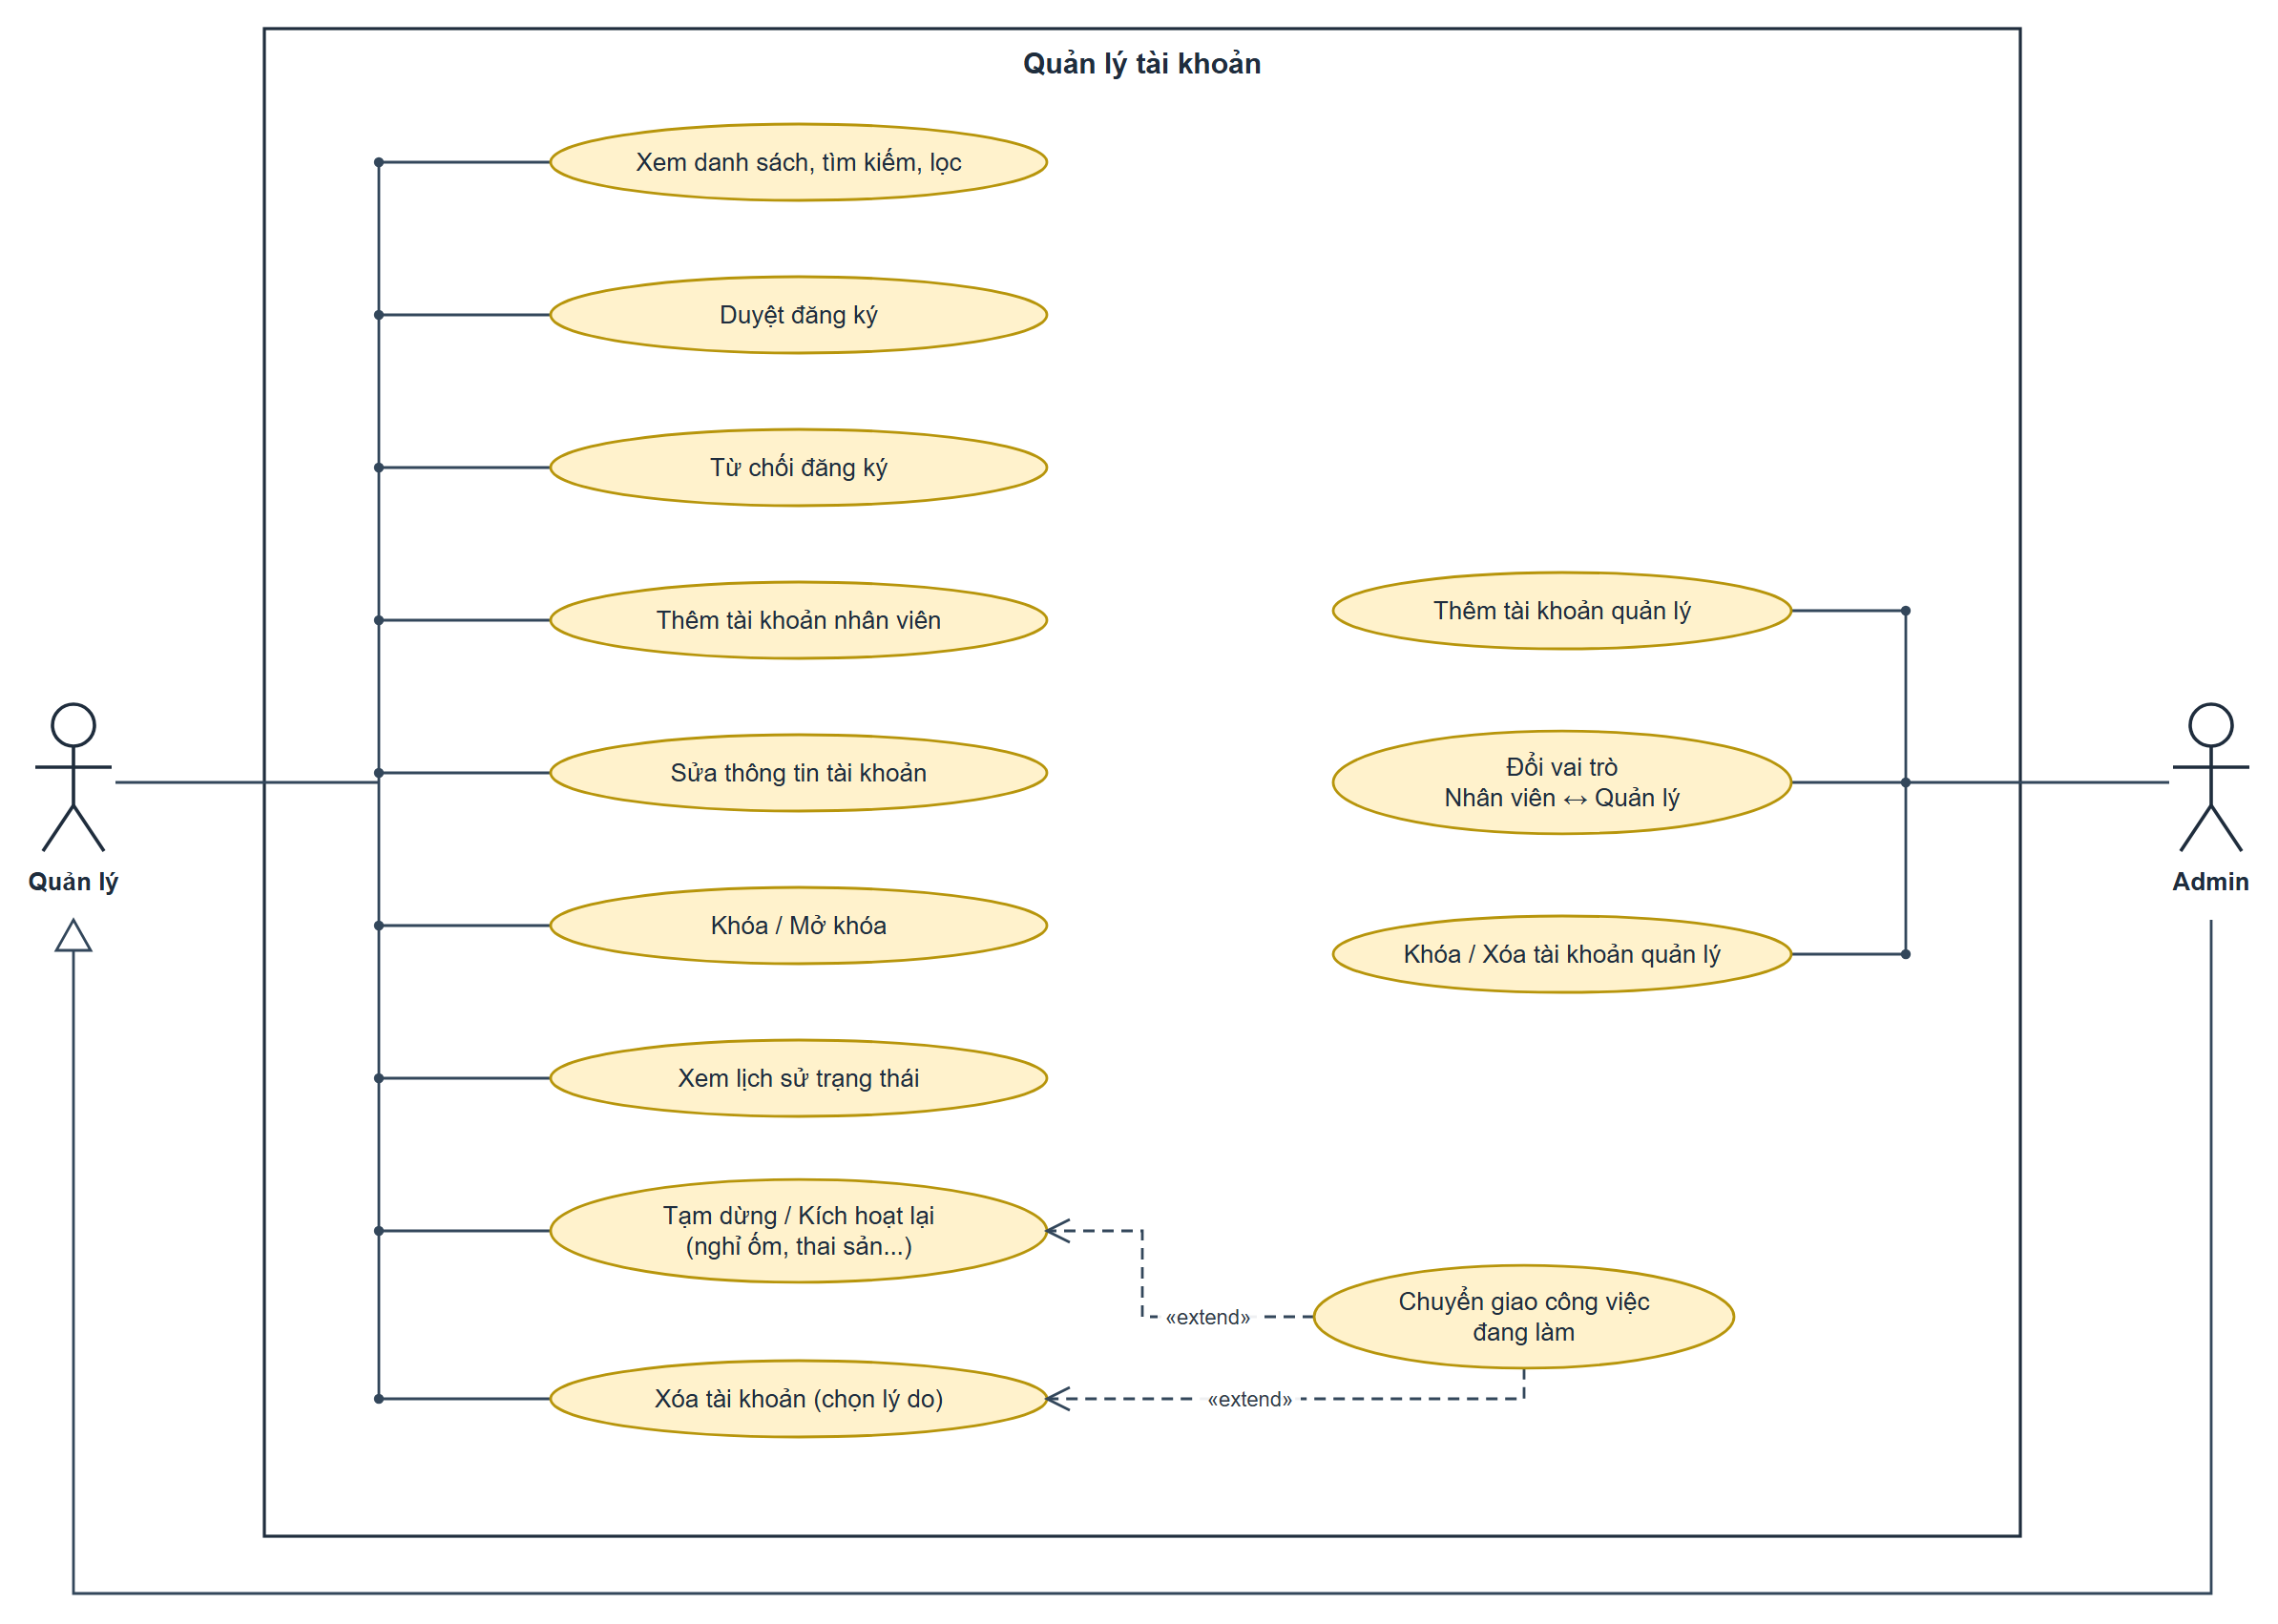 Quản lý tài khoản
Xem danh sách, tìm kiếm, lọc
Duyệt đăng ký
Từ chối đăng ký
Thêm tài khoản nhân viên
Sửa thông tin tài khoản
Khóa / Mở khóa
Xem lịch sử trạng thái
Tạm dừng / Kích hoạt lại
(nghỉ ốm, thai sản...)
Xóa tài khoản (chọn lý do)
Thêm tài khoản quản lý
Đổi vai trò
Nhân viên ↔ Quản lý
Khóa / Xóa tài khoản quản lý
Chuyển giao công việc
đang làm
«extend»
«extend»
Quản lý
Admin